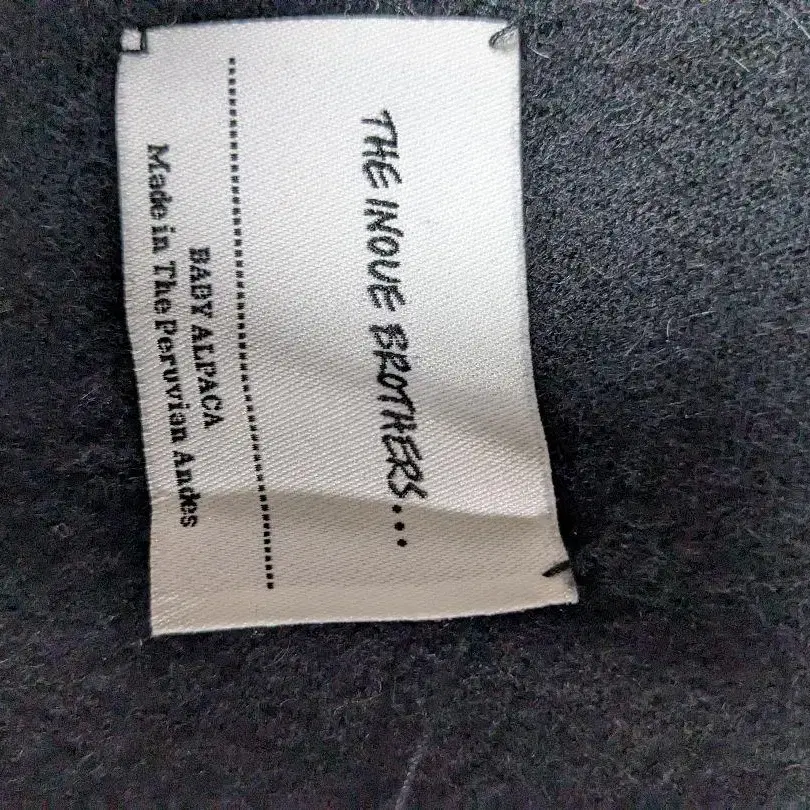 THE INOUE BROTHERS...
BABY ALPACA
Made in The Peruvian Andes